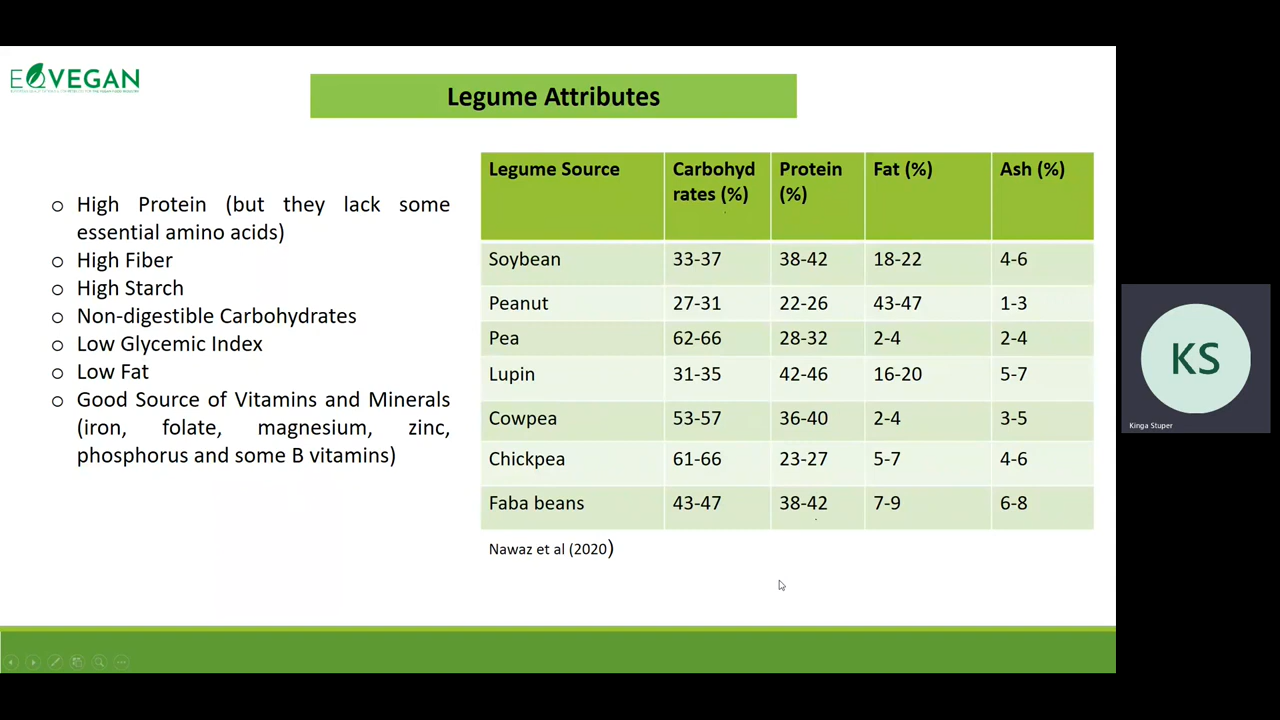 EQVEGAN
Legume Attributes
High Protein (but they lack some
essential amino acids)
High Fiber
High Starch
Non-digestible Carbohydrates
Low Glycemic Index
Low Fat
Good Source of Vitamins and Minerals
(iron, folate, magnesium, zinc,
phosphorus and some B vitamins)
Legume Source Carbohyd Protein Fat (%) Ash (%)
rates (%) (%)
Soybean 33-37 38-42 18-22 4-6
Peanut 27-31 22-26 43-47 1-3
Pea 62-66 28-32 2-4 2-4
Lupin 31-35 42-46 16-20 5-7
Cowpea 53-57 36-40 2-4 3-5
Chickpea 61-66 23-27 5-7 4-6
Faba beans 43-47 38-42 7-9 6-8
Nawaz et al (2020)
KS
Kinga Stuper